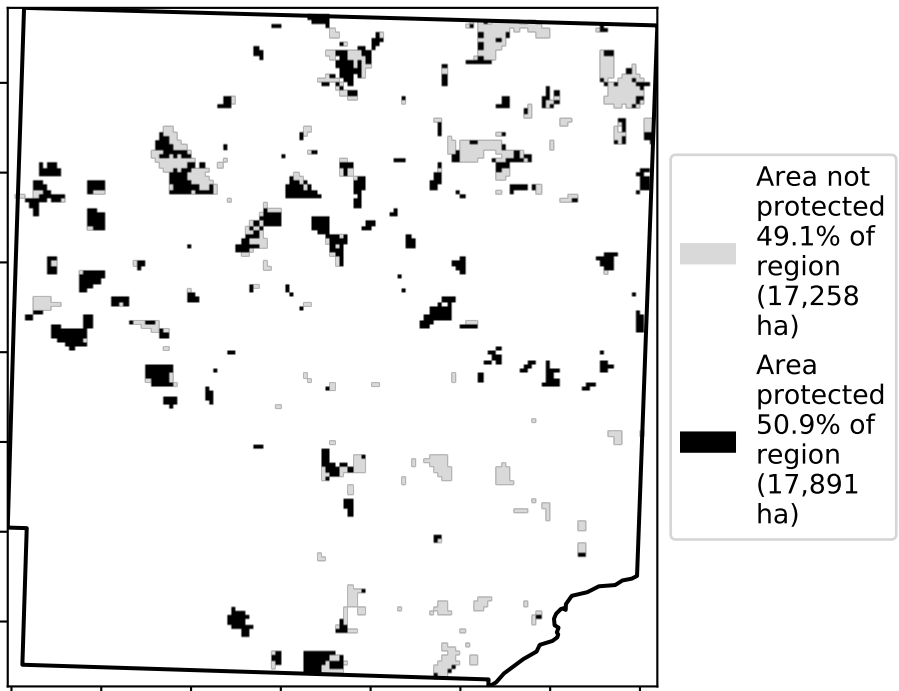 Area not
protected
49.1% of
region
(17,258
ha)
Area
protected
50.9% of
region
(17,891
ha)